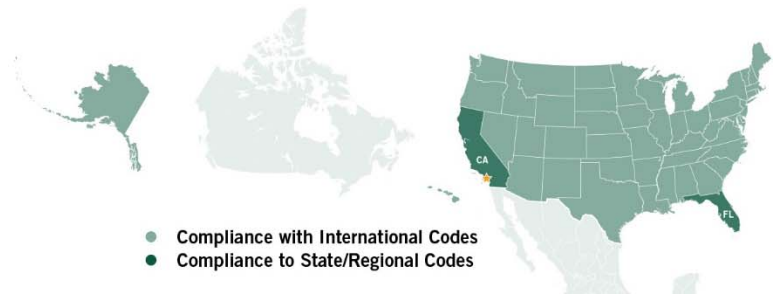 CA
FL
Compliance with International Codes
Compliance to State/Regional Codes